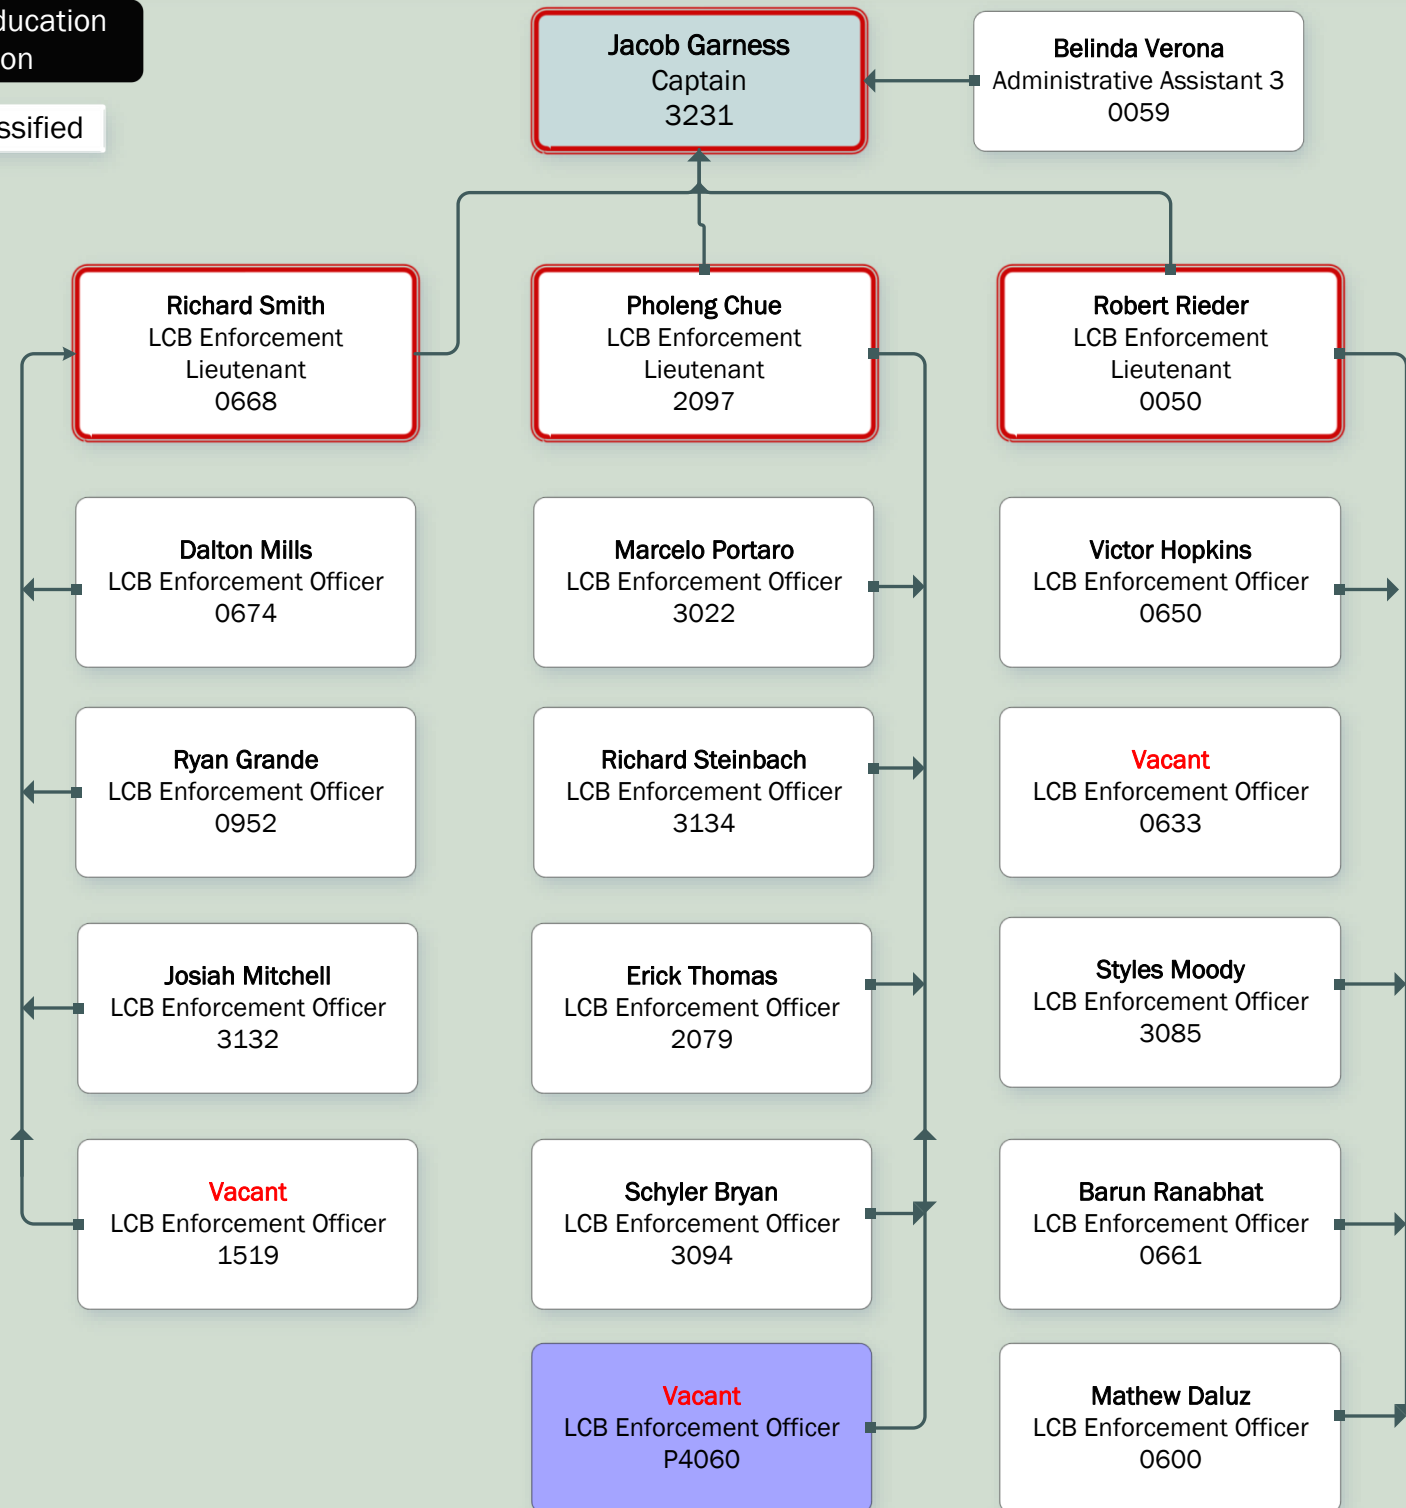 Jacob Garness
Captain
3231
Belinda Verona
Administrative Assistant 3
0059
Richard Smith
LCB Enforcement
Lieutenant
0668
Pholeng Chue
LCB Enforcement
Lieutenant
2097
Robert Rieder
LCB Enforcement
Lieutenant
0050
Dalton Mills
LCB Enforcement Officer
0674
Marcelo Portaro
LCB Enforcement Officer
3022
Victor Hopkins
LCB Enforcement Officer
0650
Ryan Grande
LCB Enforcement Officer
0952
Richard Steinbach
LCB Enforcement Officer
3134
Vacant
LCB Enforcement Officer
0633
Josiah Mitchell
LCB Enforcement Officer
3132
Erick Thomas
LCB Enforcement Officer
2079
Styles Moody
LCB Enforcement Officer
3085
Vacant
LCB Enforcement Officer
1519
Schyler Bryan
LCB Enforcement Officer
3094
Barun Ranabhat
LCB Enforcement Officer
0661
Vacant
LCB Enforcement Officer
P4060
Mathew Daluz
LCB Enforcement Officer
0600